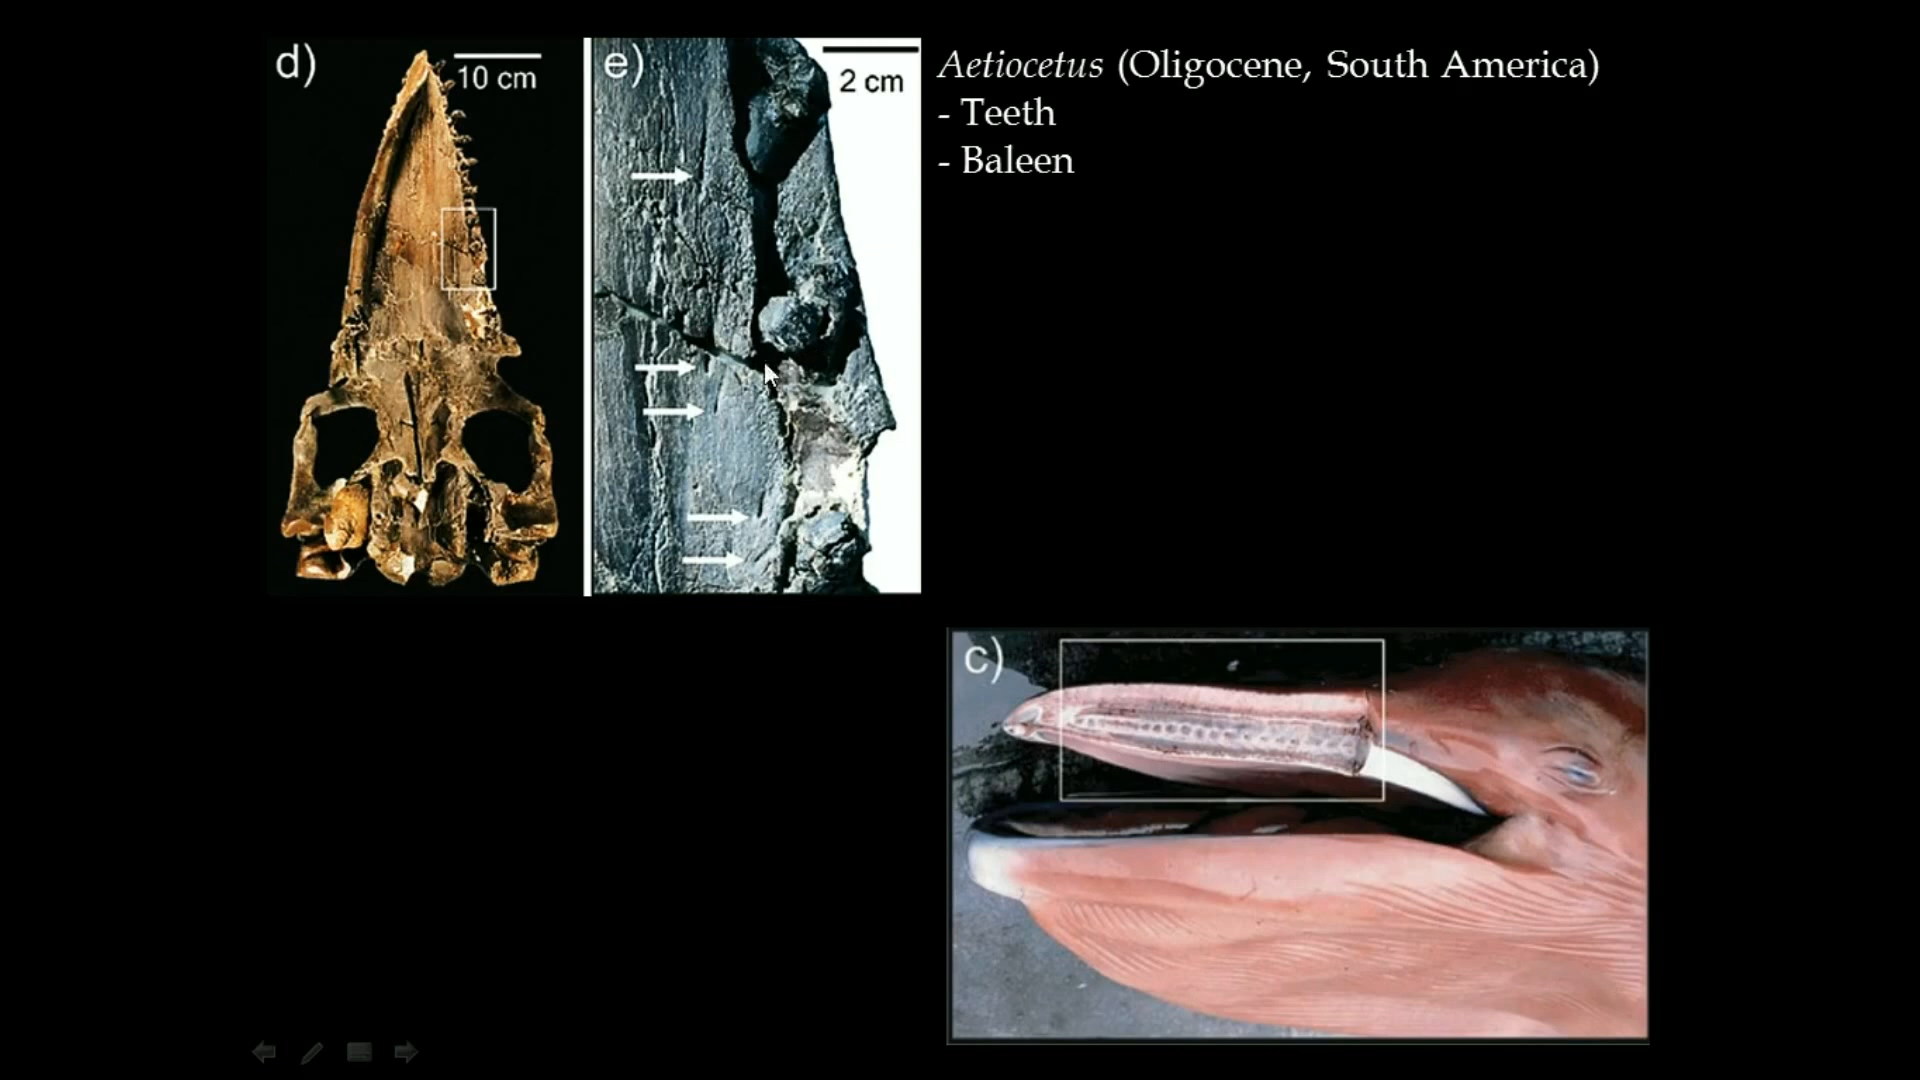 d)
10 cm
e)
2 cm
Aetiocetus (Oligocene, South America)
- Teeth
- Baleen
c)